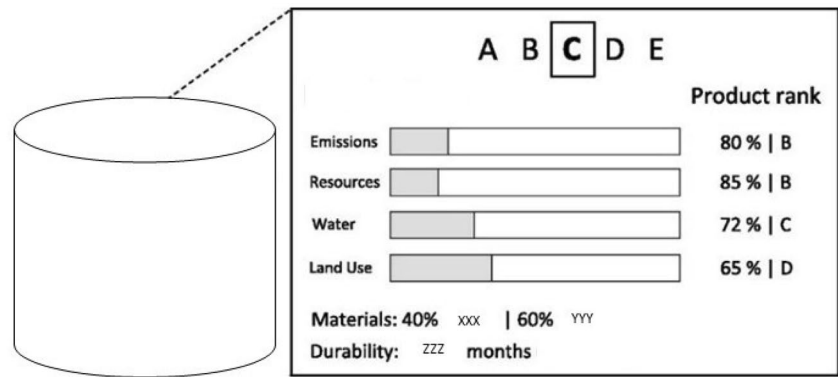 A B C D E
Product rank
Emissions 80 % | B
Resources 85 % | B
Water 72 % | C
Land Use 65 % | D
Materials: 40% XXX | 60% YYY
Durability: ZZZ months